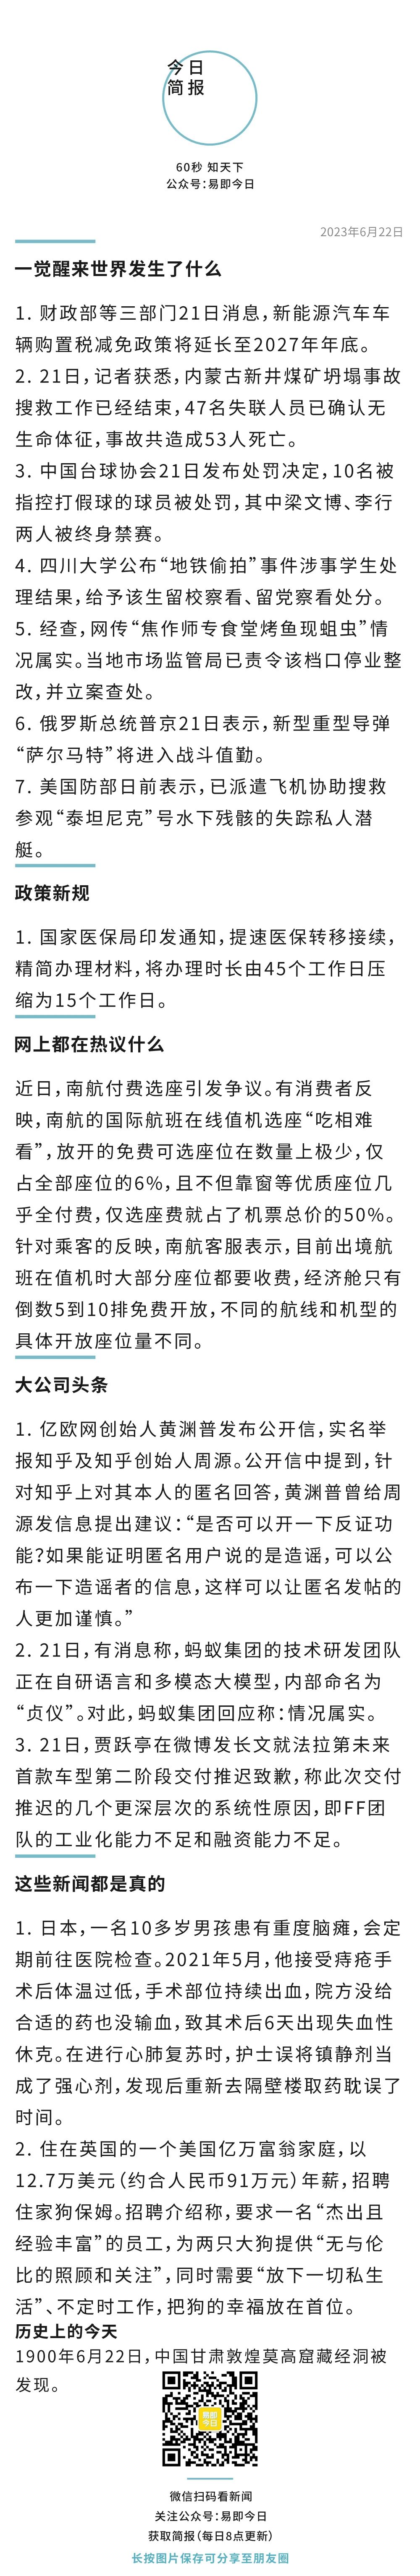 今日
简报
60秒 知天下
公众号：易即今日
2023年6月22日
一觉醒来世界发生了什么
1. 财政部等三部门21日消息，新能源汽车车
辆购置税减免政策将延长至2027年年底。
2. 21日，记者获悉，内蒙古新井煤矿坍塌事故
搜救工作已经结束，47名失联人员已确认无
生命体征，事故共造成53人死亡。
3. 中国台球协会21日发布处罚决定，10名被
指控打假球的球员被处罚，其中梁文博、李行
两人被终身禁赛。
4. 四川大学公布“地铁偷拍”事件涉事学生处
理结果，给予该生留校察看、留党察看处分。
5. 经查，网传“焦作师专食堂烤鱼现蛆虫”情
况属实。当地市场监管局已责令该档口停业整
改，并立案查处。
6. 俄罗斯总统普京21日表示，新型重型导弹
“萨尔马特”将进入战斗值勤。
7. 美国防部日前表示，已派遣飞机协助搜救
参观“泰坦尼克”号水下残骸的失踪私人潜
艇。
政策新规
1. 国家医保局印发通知，提速医保转移接续，
精简办理材料，将办理时长由45个工作日压
缩为15个工作日。
网上都在热议什么
近日，南航付费选座引发争议。有消费者反
映，南航的国际航班在线值机选座“吃相难
看”，放开的免费可选座位在数量上极少，仅
占全部座位的6%，且不但靠窗等优质座位几
乎全付费，仅选座费就占了机票总价的50%。
针对乘客的反映，南航客服表示，目前出境航
班在值机时大部分座位都要收费，经济舱只有
倒数5到10排免费开放，不同的航线和机型的
具体开放座位量不同。
大公司头条
1. 亿欧网创始人黄渊普发布公开信，实名举
报知乎及知乎创始人周源。公开信中提到，针
对知乎上对其本人的匿名回答，黄渊普曾给周
源发信息提出建议：“是否可以开一下反证功
能？如果能证明匿名用户说的是造谣，可以公
布一下造谣者的信息，这样可以让匿名发帖的
人更加谨慎。”
2. 21日，有消息称，蚂蚁集团的技术研发团队
正在自研语言和多模态大模型，内部命名为
“贞仪”。对此，蚂蚁集团回应称：情况属实。
3. 21日，贾跃亭在微博发长文就法拉第未来
首款车型第二阶段交付推迟致歉，称此次交付
推迟的几个更深层次的系统性原因，即FF团
队的工业化能力不足和融资能力不足。
这些新闻都是真的
1. 日本，一名10多岁男孩患有重度脑瘫，会定
期前往医院检查。2021年5月，他接受痔疮手
术后体温过低，手术部位持续出血，院方没给
合适的药也没输血，致其术后6天出现失血性
休克。在进行心肺复苏时，护士误将镇静剂当
成了强心剂，发现后重新去隔壁楼取药耽误了
时间。
2. 住在英国的一个美国亿万富翁家庭，以
12.7万美元（约合人民币91万元）年薪，招聘
住家狗保姆。招聘介绍称，要求一名“杰出且
经验丰富”的员工，为两只大狗提供“无与伦
比的照顾和关注”，同时需要“放下一切私生
活”、不定时工作，把狗的幸福放在首位。
历史上的今天
1900年6月22日，中国甘肃敦煌莫高窟藏经洞被
发现。
易即
今日
微信扫码看新闻
关注公众号：易即今日
获取简报（每日8点更新）
长按图片保存可分享至朋友圈